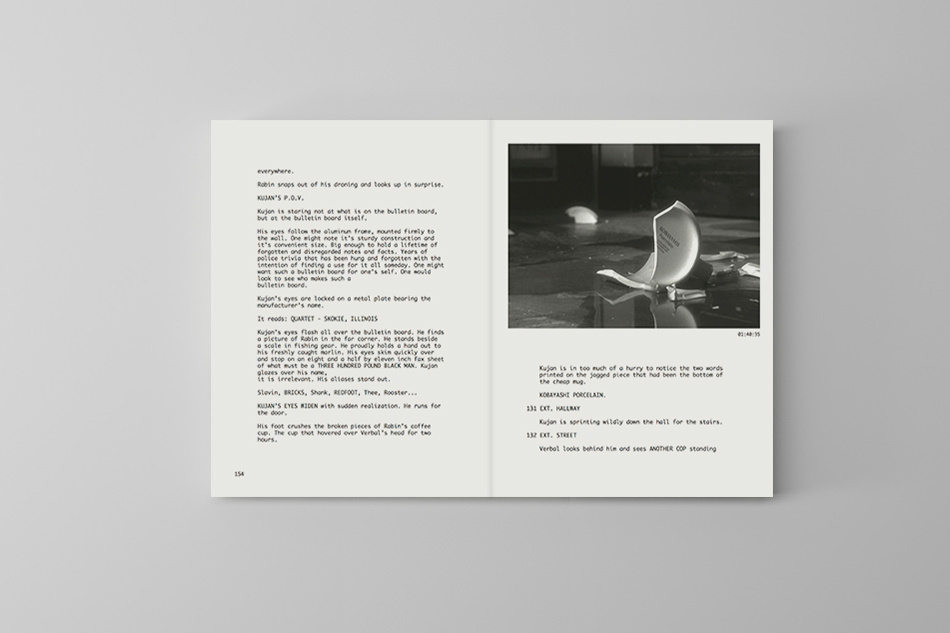 everywhere.
Rabin snaps out of his droning and looks up in surprise.
KUJAN'S P.O.V.
Kujan is staring not at what is on the bulletin board,
but at the bulletin board itself.
His eyes follow the aluminum frame, mounted firmly to
the wall. One might note it's sturdy construction and
it's convenient size. Big enough to hold a lifetime of
forgotten and disregarded notes and facts. Years of
police trivia that has been hung and forgotten with the
intention of finding a use for it all someday. One might
want such a bulletin board for one's self. One would
look to see who makes such a
bulletin board.
Kujan's eyes are locked on a metal plate bearing the
manufacturer's name.
It reads: QUARTET - SKOKIE, ILLINOIS
Kujan's eyes flash all over the bulletin board. He finds
a picture of Rabin in the far corner. He stands beside
a scale in fishing gear. He proudly holds a hand out to
his freshly caught marlin. His eyes skim quickly over
and stop on an eight and a half by eleven inch fax sheet
of what must be a THREE HUNDRED POUND BLACK MAN. Kujan
glazes over his name,
it is irrelevant. His aliases stand out.
Slavin, BRICKS, Shank, REDFOOT, Thee, Rooster...
KUJAN'S EYES WIDEN with sudden realization. He runs for
the door.
His foot crushes the broken pieces of Rabin's coffee
cup. The cup that hovered over Verbal's head for two
hours.
154
01:40:35
Kujan is in too much of a hurry to notice the two words
printed on the jagged piece that had been the bottom of
the cheap mug.
KOBAYASHI PORCELAIN.
131 EXT. HALLWAY
Kujan is sprinting wildly down the hall for the stairs.
132 EXT. STREET
Verbal looks behind him and sees ANOTHER COP standing